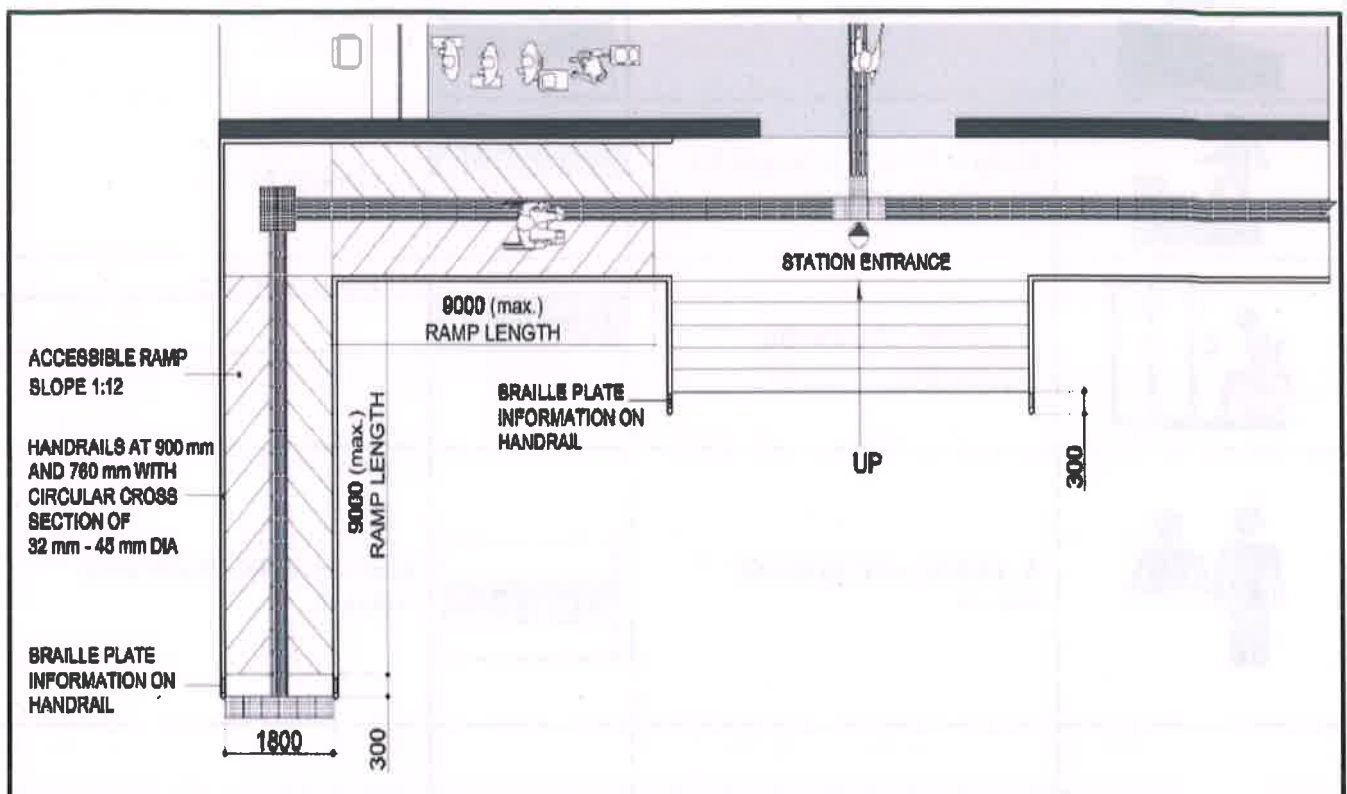 STATION ENTRANCE
9000 (max.)
RAMP LENGTH
ACCESSIBLE RAMP
SLOPE 1:12
BRAILLE PLATE
INFORMATION ON
HANDRAIL
HANDRAILS AT 900 mm
AND 760 mm WITH
CIRCULAR CROSS
SECTION OF
32 mm - 45 mm DIA
9000 (max.)
RAMP LENGTH
UP
300
BRAILLE PLATE
INFORMATION ON
HANDRAIL
1800
300